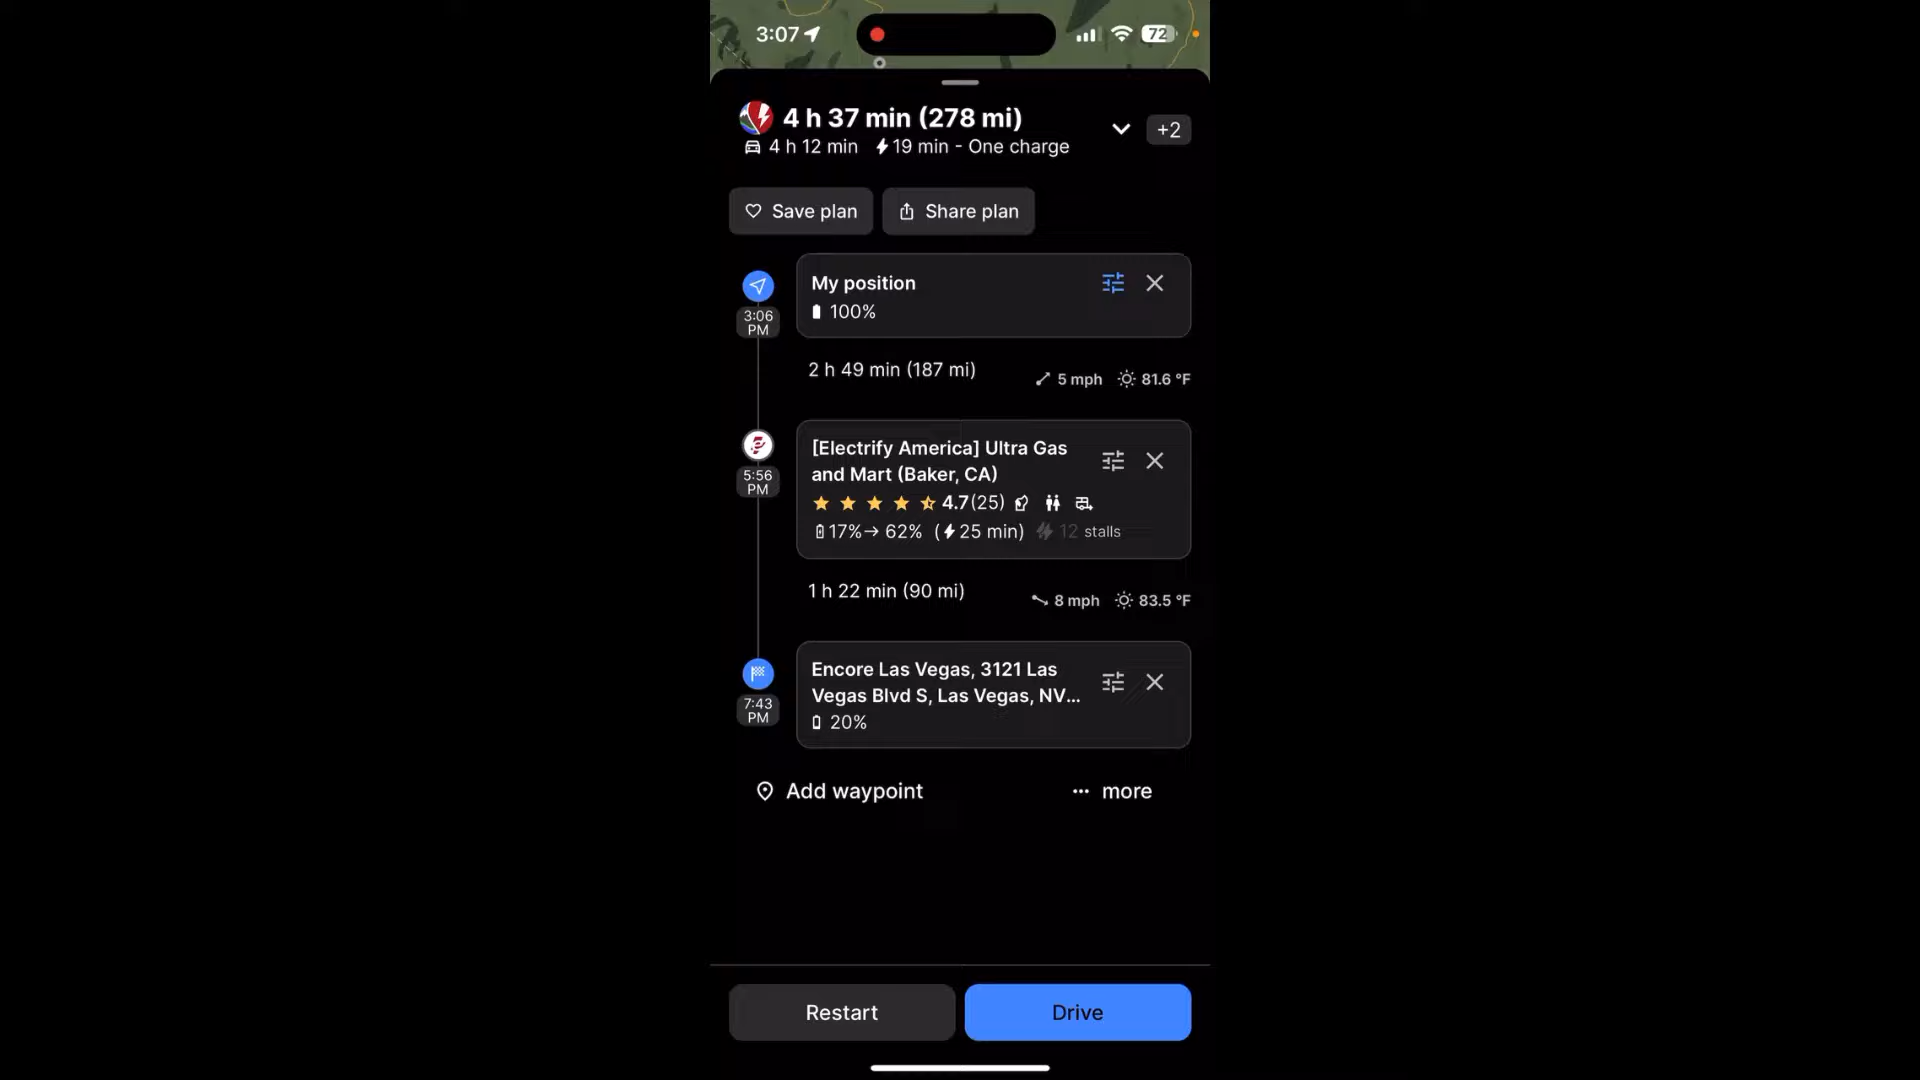 3:07
72
4 h 37 min (278 mi)
+2
4 h 12 min 19 min - One charge
Save plan
Share plan
My position
3:06
PM
100%
2 h 49 min (187 mi)
5 mph
81.6 °F
[Electrify America] Ultra Gas
and Mart (Baker, CA)
5:56
PM
4.7(25)
17%→ 62% (25 min) 12 stalls
1 h 22 min (90 mi)
8 mph
83.5 °F
Encore Las Vegas, 3121 Las
Vegas Blvd S, Las Vegas, NV...
7:43
PM
20%
Add waypoint
••• more
Restart
Drive